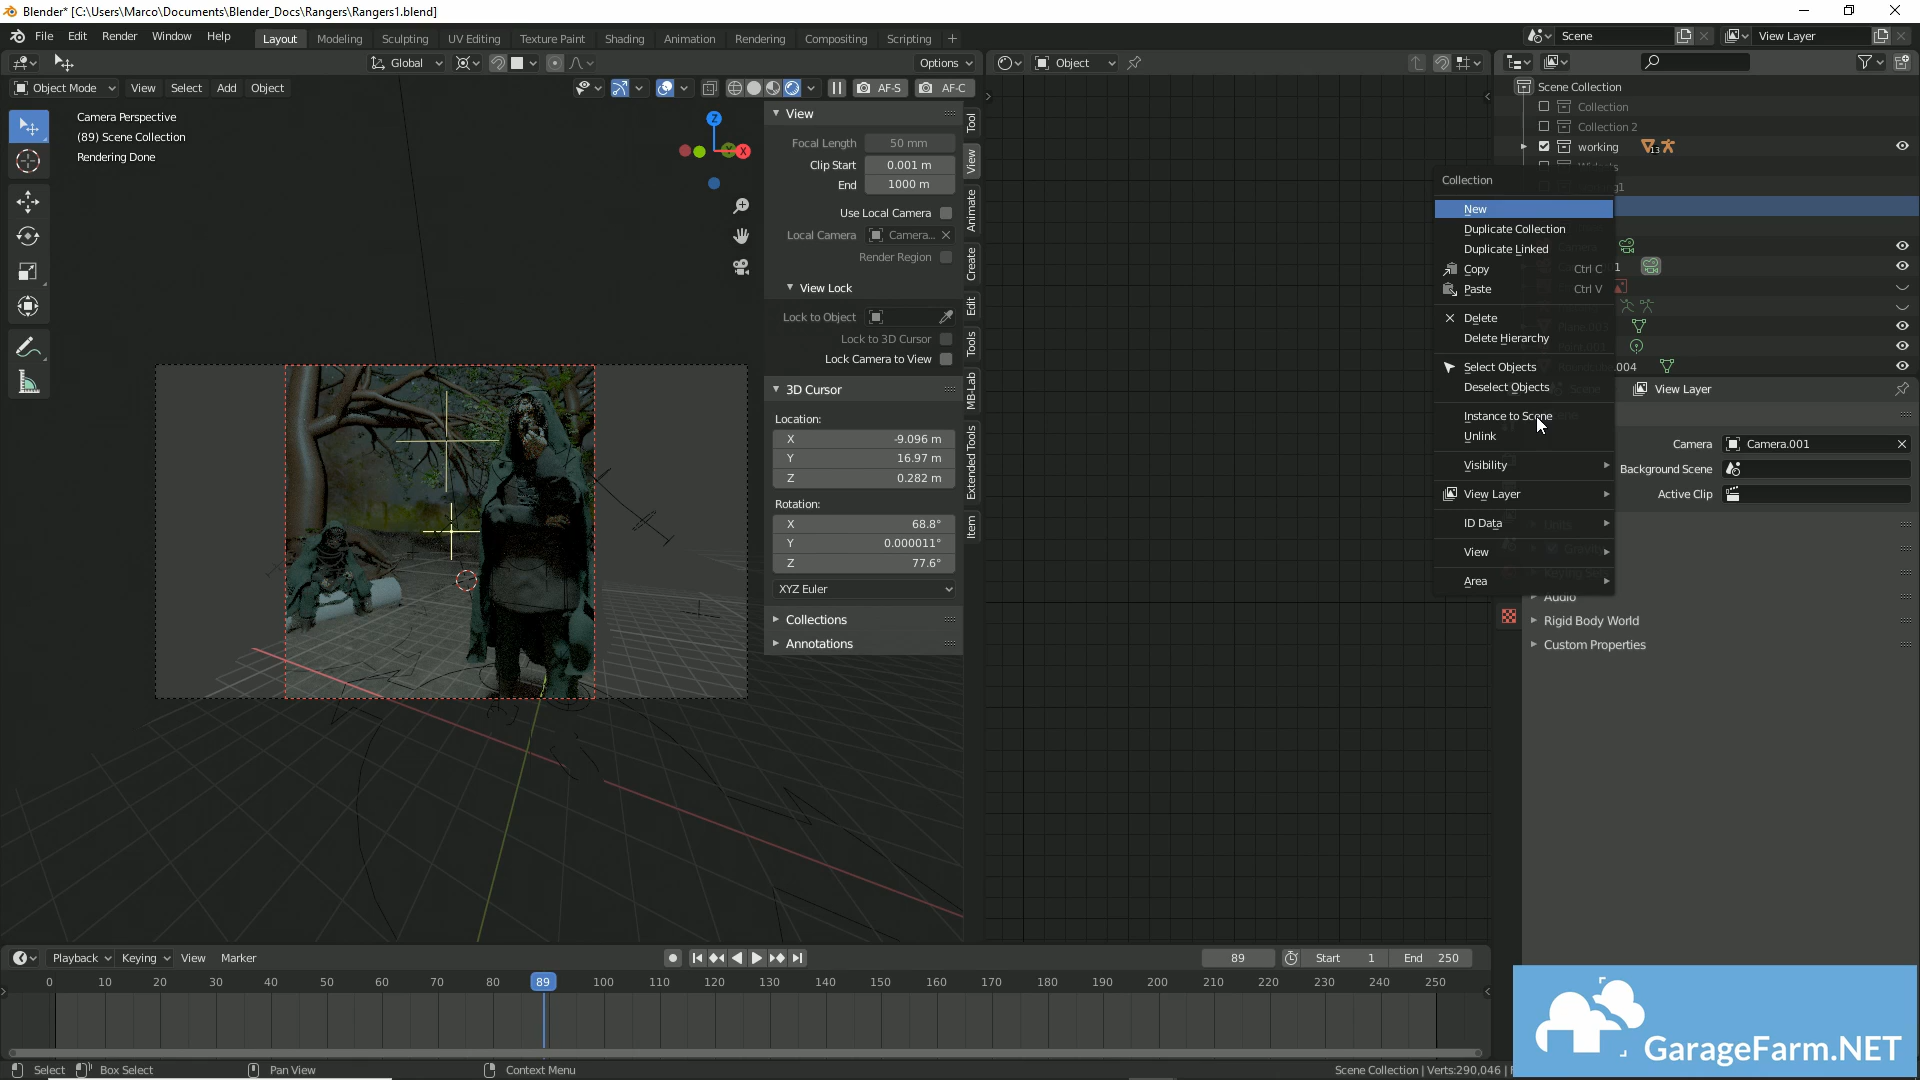 Blender* [C:\Users\Marco\Documents\Blender_Docs\Rangers\Rangers1.blend]
File Edit Render Window Help Layout Modeling Sculpting UV Editing Texture Paint Shading Animation Rendering Compositing Scripting + Scene View Layer
Global Options Object
Object Mode View Select Add Object AF-S AF-C
Camera Perspective
(89) Scene Collection
Rendering Done
Z
X
View
Focal Length 50 mm
Clip Start 0.001 m
End 1000 m
Use Local Camera
Local Camera Camera...
Render Region
View Lock
Lock to Object
Lock to 3D Cursor
Lock Camera to View
3D Cursor
Location:
X -9.096 m
Y 16.97 m
Z 0.282 m
Rotation:
X 68.8°
Y 0.000011°
Z 77.6°
XYZ Euler
Collections
Annotations
Tool
View
Animate
Create
Edit
Tools
MB-Lab
Extended Tools
Item
Scene Collection
Collection
Collection 2
working 13
Collection
New
Duplicate Collection
Duplicate Linked
Copy Ctrl C
Paste Ctrl V
Delete
Delete Hierarchy
Select Objects
Deselect Objects
Instance to Scene
Unlink
Visibility
View Layer
ID Data
View
Area
.004
View Layer
Camera Camera.001
Background Scene
Active Clip
Audio
Rigid Body World
Custom Properties
Playback Keying View Marker 89 Start 1 End 250
0 10 20 30 40 50 60 70 80 89 100 110 120 130 140 150 160 170 180 190 200 210 220 230 240 250
Select Box Select Pan View Context Menu Scene Collection | Verts:290,046 |
GarageFarm.NET